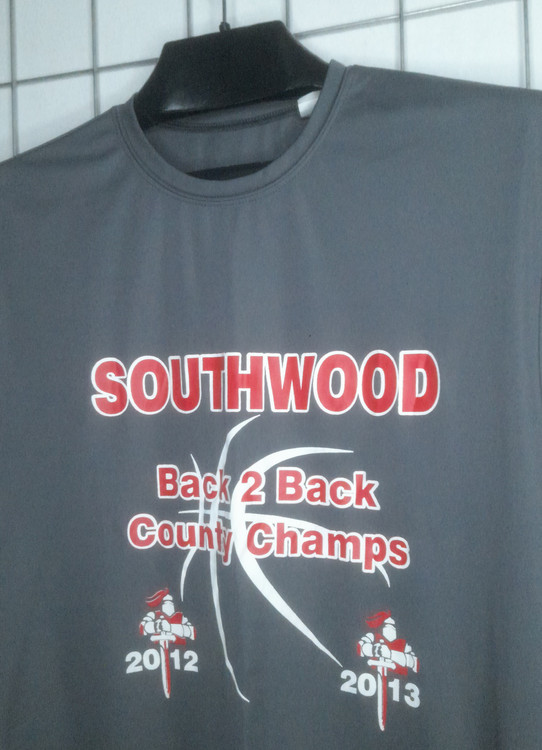 SOUTHWOOD
Back 2 Back
County Champs
2012
2013